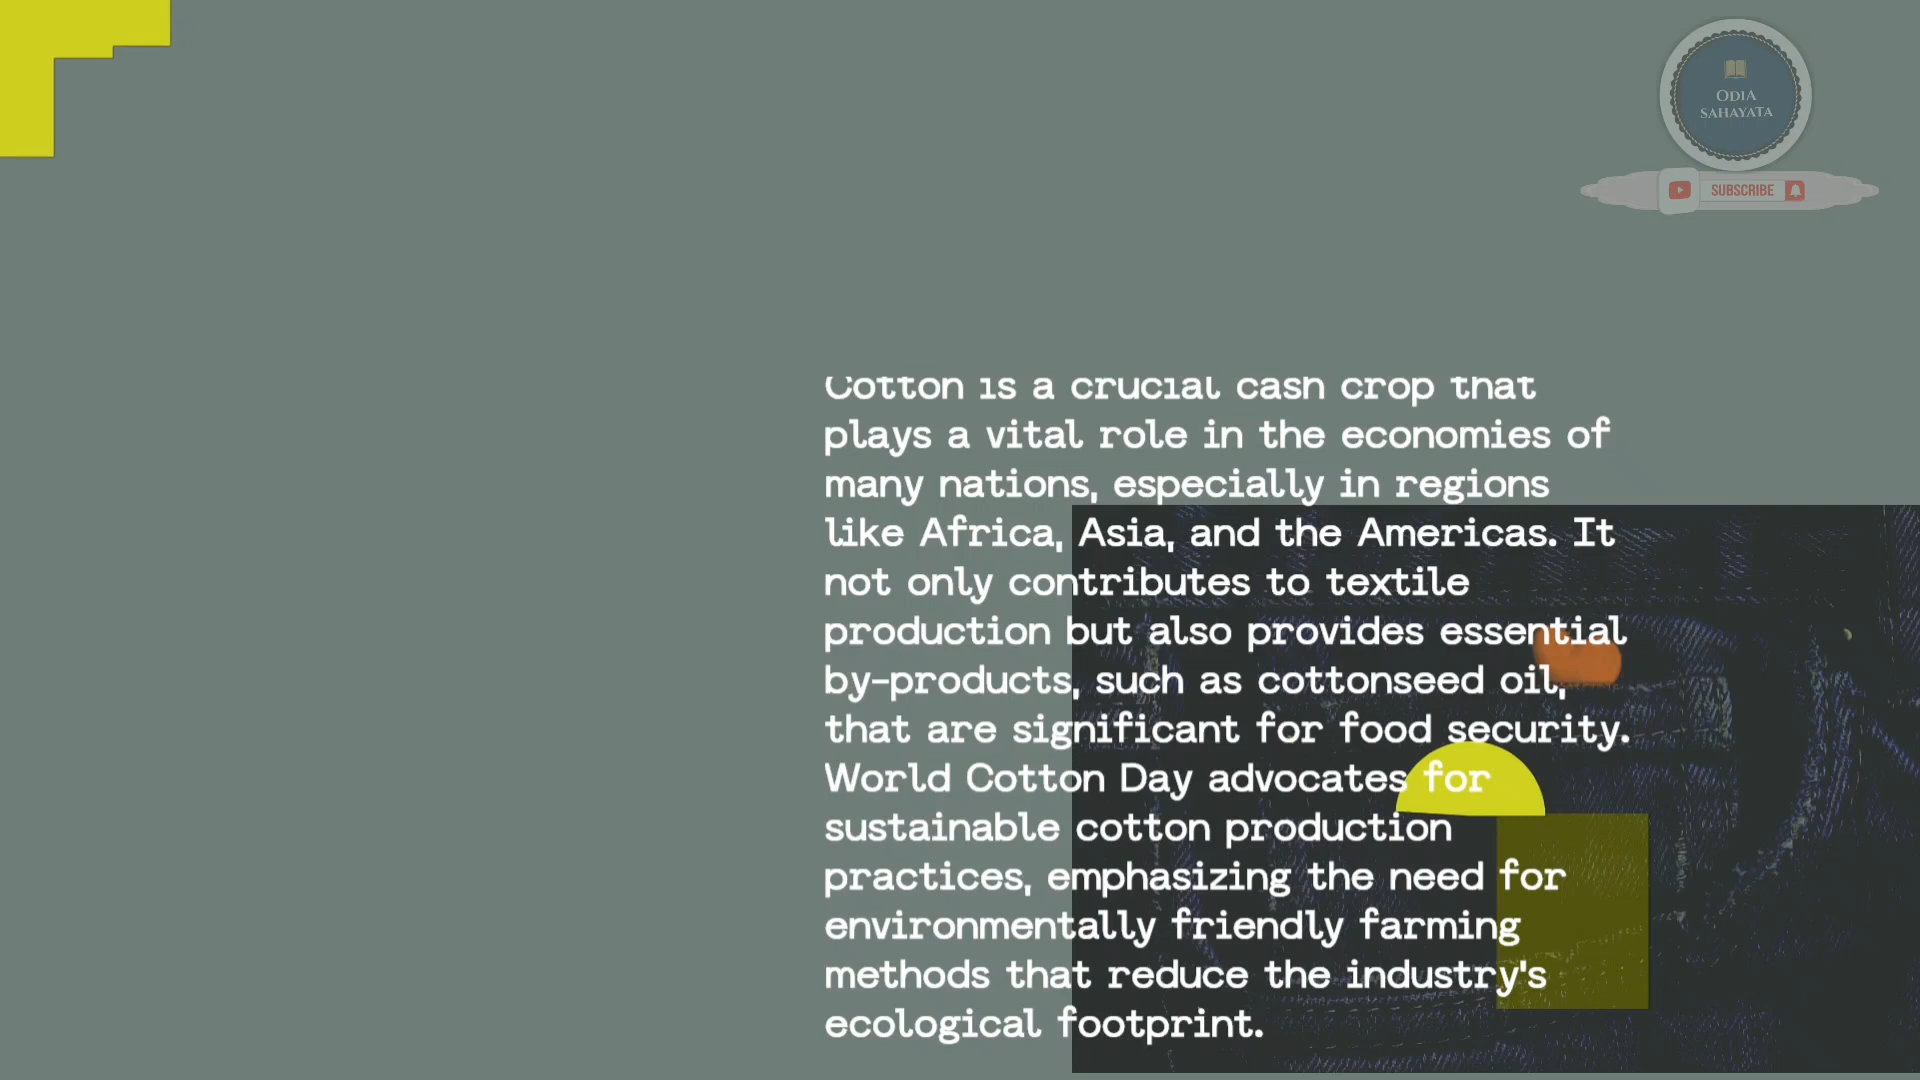 ODIA
SAHAYATA
SUBSCRIBE
Cotton is a crucial cash crop that
plays a vital role in the economies of
many nations, especially in regions
like Africa, Asia, and the Americas. It
not only contributes to textile
production but also provides essential
by-products, such as cottonseed oil,
that are significant for food security.
World Cotton Day advocates for
sustainable cotton production
practices, emphasizing the need for
environmentally friendly farming
methods that reduce the industry's
ecological footprint.